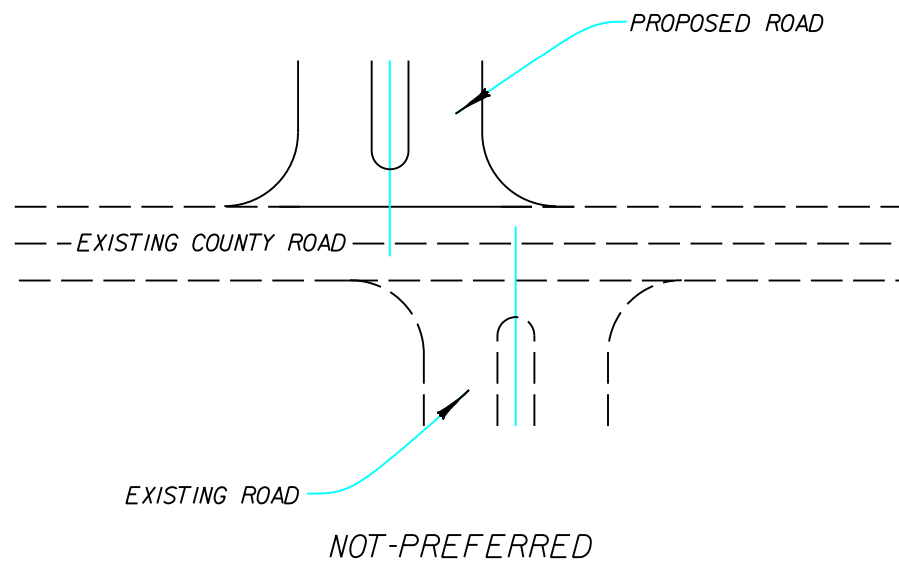 PROPOSED ROAD
EXISTING COUNTY ROAD
EXISTING ROAD
NOT-PREFERRED